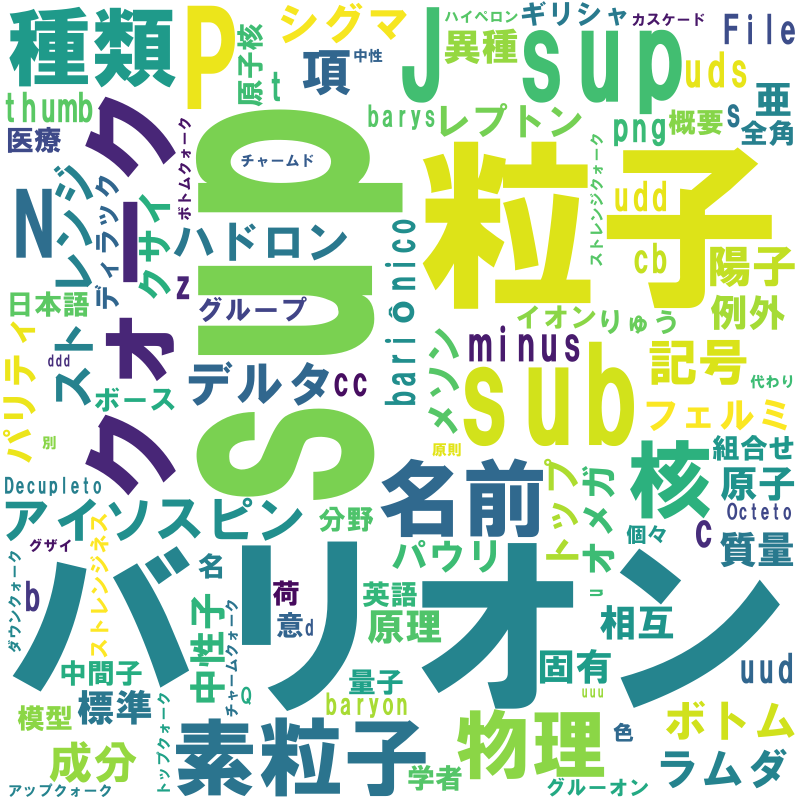 種類
P
シグマ
項
中性
原子核
t
J
ハイペロン
異種
ギリシャ
カスケード
sup
File
uds
亜
s
全角
thumb
医療
クォーク
ボトムクォーク
barys
レプトン
png
概要
チャームド
sup
粒子
ストレンジクォーク
udd
cb
陽子
例外
N
ストレンジ
ディラック
クサイ
z
ハドロン
グループ
bariônico
日本語
イオン
りゅう
minus
記号
代わり
パリティ
ddd
ボース
デルタ
cc
メソン
sub
フェルミ
別
原則
組合せ
核
原子
Octeto
Decupleto
アイソスピン
分野
名前
トップ
オメガ
個々
c
質量
グザイ
ストレンジネス
ダウンクォーク
b
バリオン
名
荷
意
d
英語
パウリ
原理
u
相互
中性子
チャームクォーク
g
中間子
標準
模型
トップクォーク
量子
baryon
固有
uuu
uud
成分
素粒子
学者
物理
色
ボトム
ラムダ
グルーオン
アップクォーク